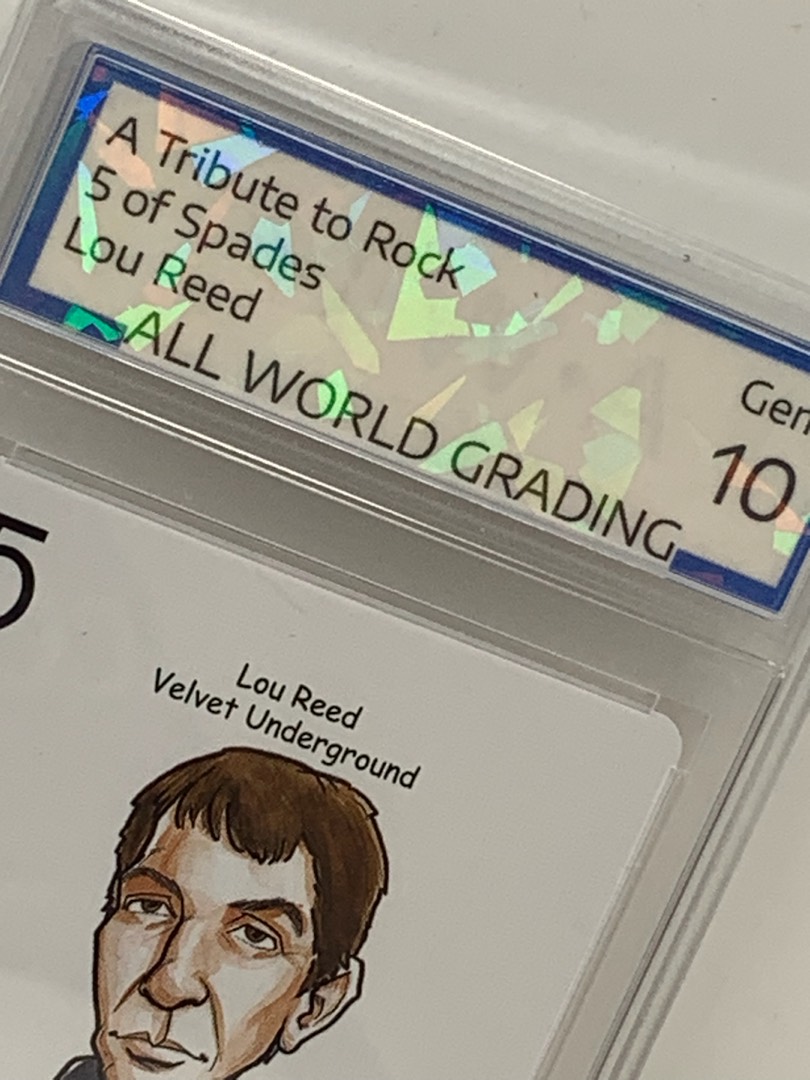 A Tribute to Rock
5 of Spades
Lou Reed
ALL WORLD GRADING
Gem
10
5
Lou Reed
Velvet Underground